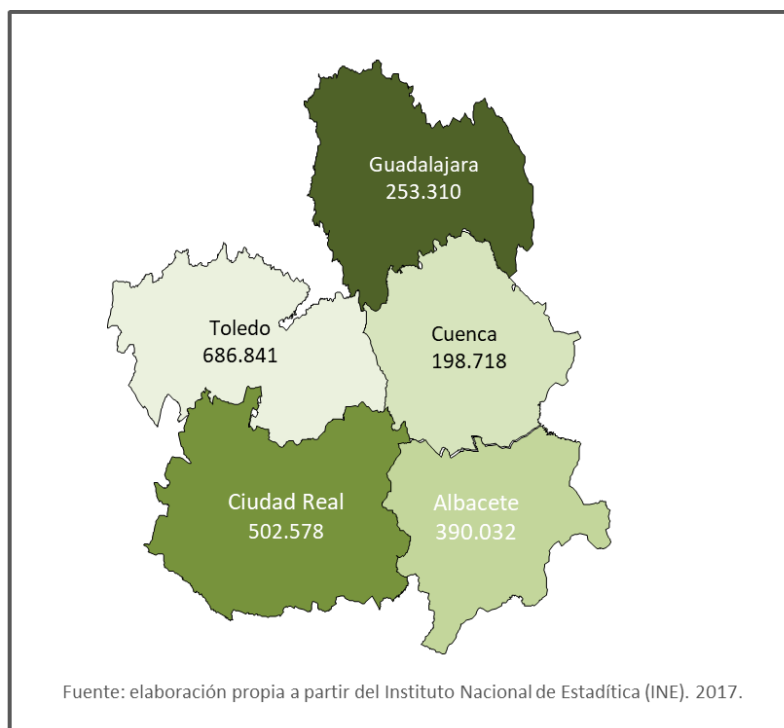 Guadalajara
253.310
Toledo
686.841
Cuenca
198.718
Ciudad Real
502.578
Albacete
390.032
Fuente: elaboración propia a partir del Instituto Nacional de Estadítica (INE). 2017.